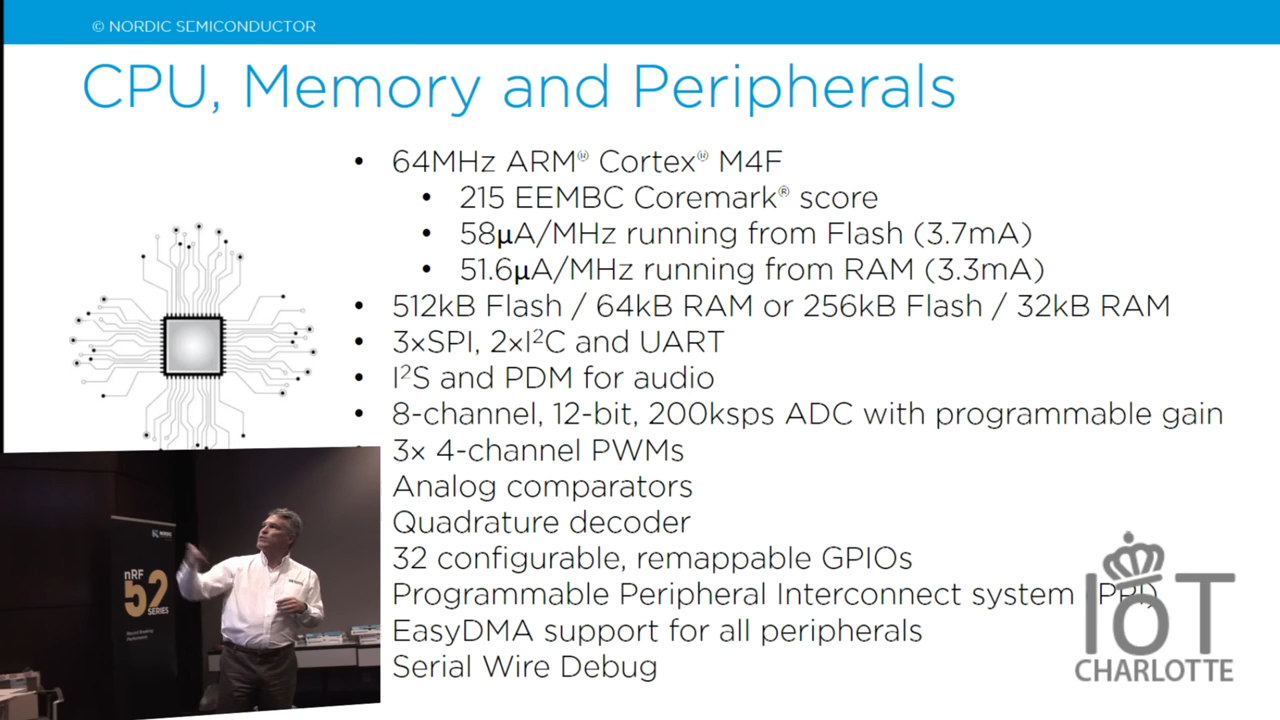 © NORDIC SEMICONDUCTOR
CPU, Memory and Peripherals
• 64MHz ARM® Cortex® M4F
• 215 EEMBC Coremark® score
• 58µA/MHz running from Flash (3.7mA)
• 51.6µA/MHz running from RAM (3.3mA)
• 512kB Flash / 64kB RAM or 256kB Flash / 32kB RAM
• 3xSPI, 2xI²C and UART
• I²S and PDM for audio
• 8-channel, 12-bit, 200ksps ADC with programmable gain
3x 4-channel PWMs
Analog comparators
Quadrature decoder
32 configurable, remappable GPIOs
Programmable Peripheral Interconnect system (PPI)
EasyDMA support for all peripherals
Serial Wire Debug
nRF
52
SERIES
IoT
CHARLOTTE